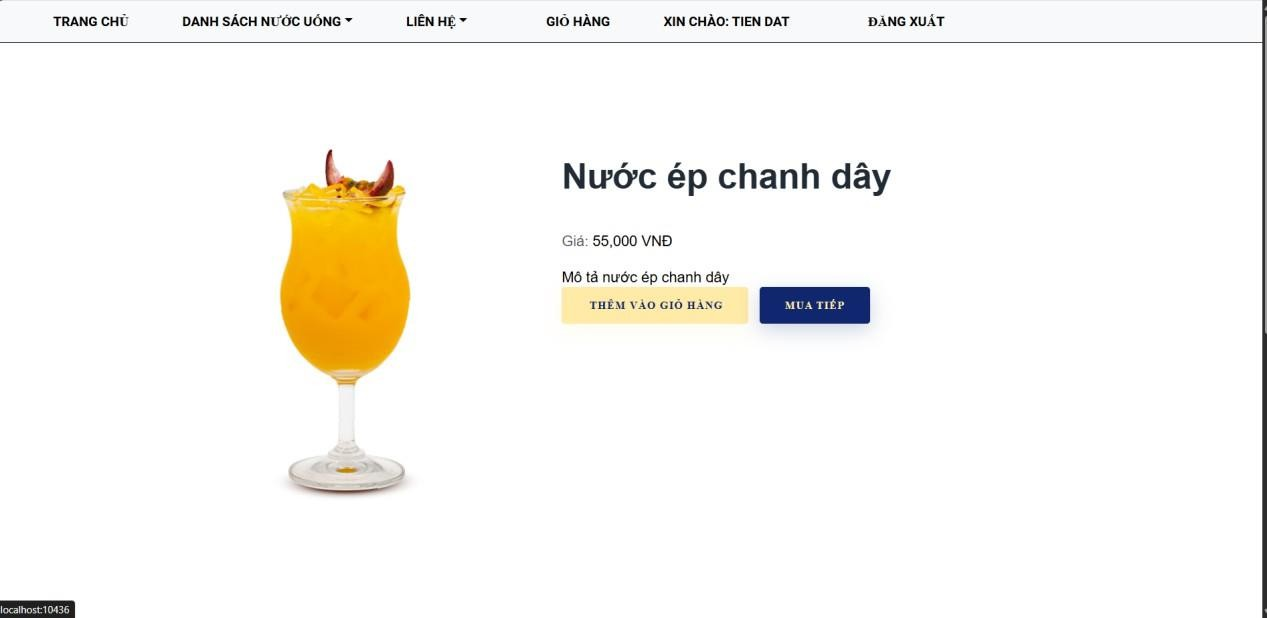 TRANG CHỦ DANH SÁCH NƯỚC UỐNG LIÊN HỆ GIỎ HÀNG XIN CHÀO: TIEN DAT ĐĂNG XUẤT
Nước ép chanh dây
Giá: 55,000 VNĐ
Mô tả nước ép chanh dây
THÊM VÀO GIỎ HÀNG MUA TIẾP
localhost:10436